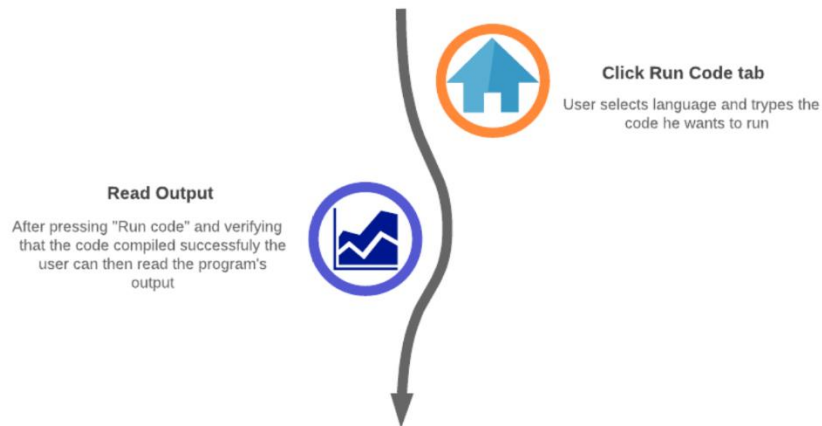 Click Run Code tab
User selects language and trypes the
code he wants to run
Read Output
After pressing "Run code" and verifying
that the code compiled successfuly the
user can then read the program's
output